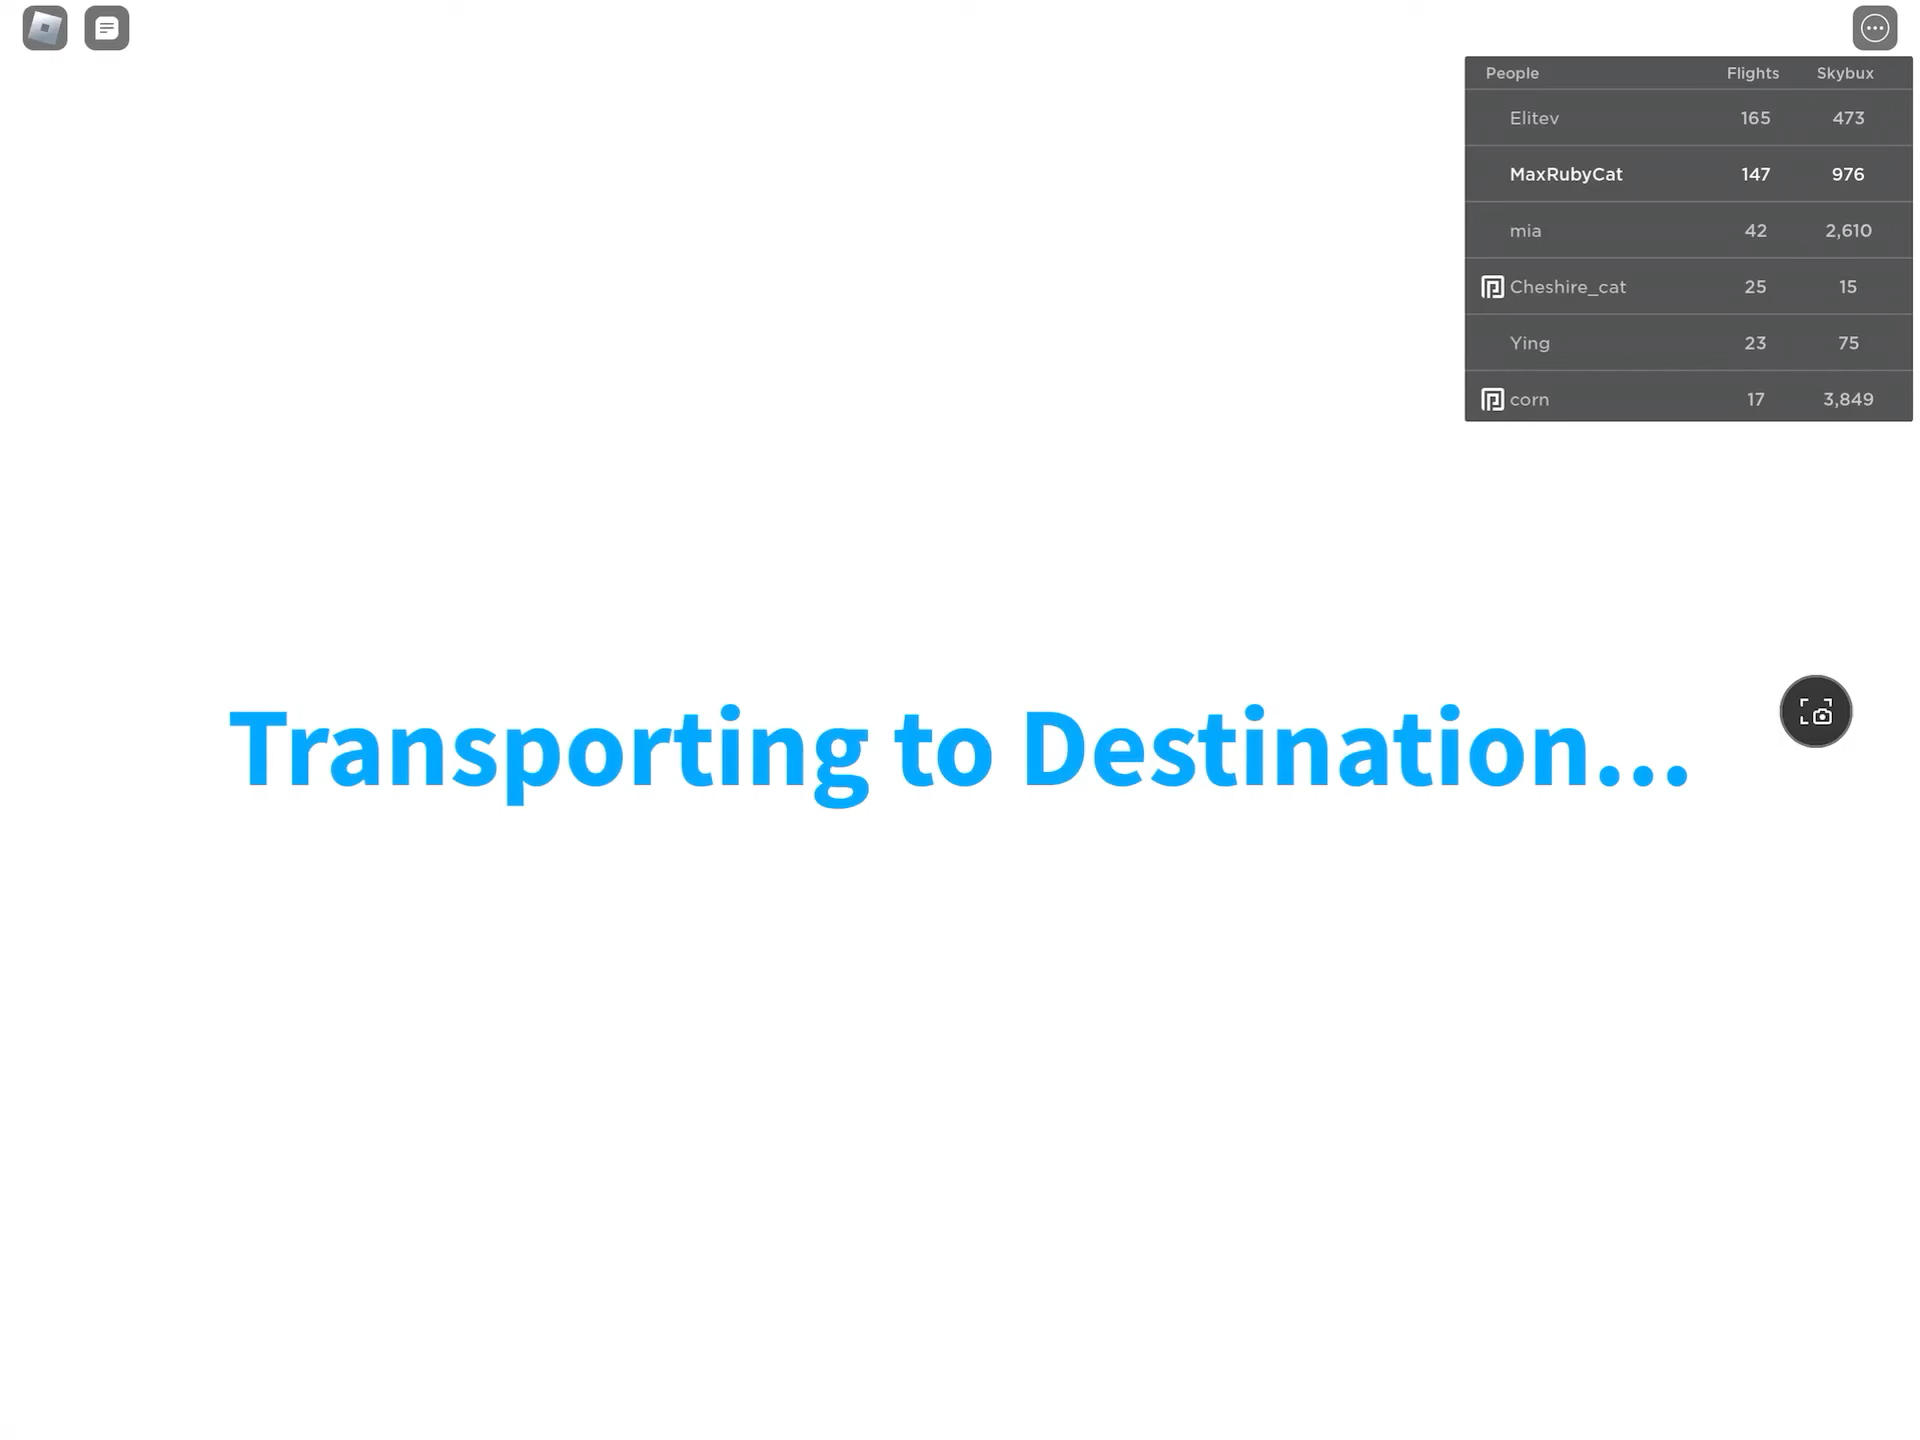 People Flights Skybux
Elitev 165 473
MaxRubyCat 147 976
mia 42 2,610
Cheshire_cat 25 15
Ying 23 75
corn 17 3,849
Transporting to Destination...